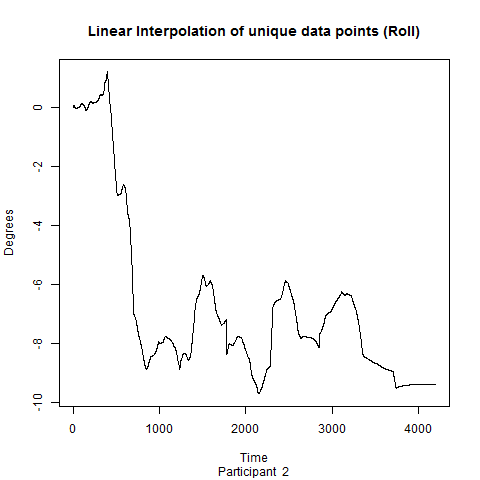 Linear Interpolation of unique data points (Roll)
0
-2
-4
-6
-8
-10
Degrees
0 1000 2000 3000 4000
Time
Participant 2